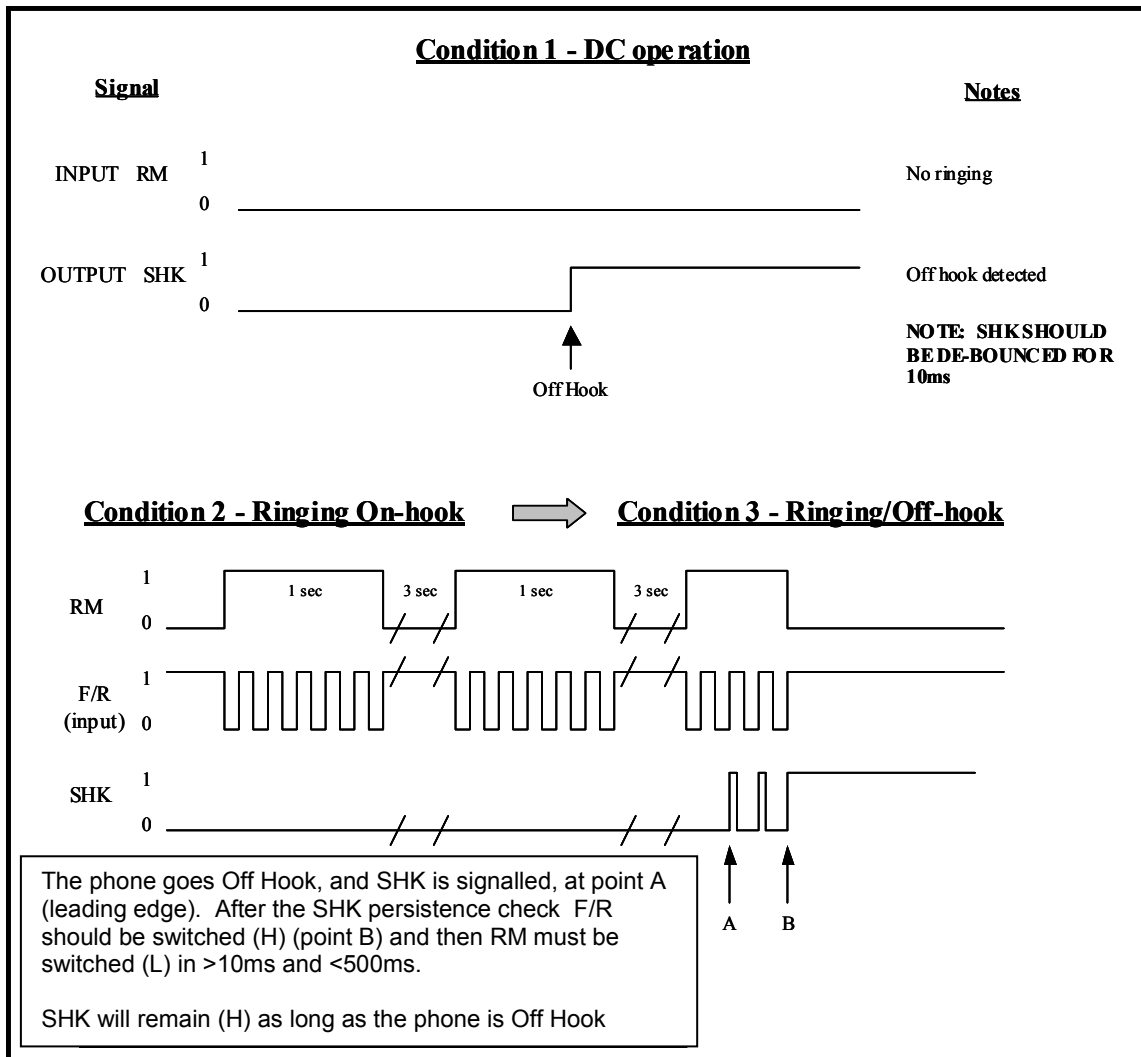 Condition 1 - DC operation
Signal
Notes
INPUT RM
1
0
No ringing
OUTPUT SHK
1
0
Off hook detected
NOTE: SHK SHOULD
BE DE-BOUNCED FOR
10ms
Off Hook
Condition 2 - Ringing On-hook
Condition 3 - Ringing/Off-hook
RM
1
0
1 sec
3 sec
1 sec
3 sec
F/R
(input)
1
0
SHK
1
0
A
B
The phone goes Off Hook, and SHK is signalled, at point A
(leading edge). After the SHK persistence check F/R
should be switched (H) (point B) and then RM must be
switched (L) in >10ms and <500ms.
SHK will remain (H) as long as the phone is Off Hook